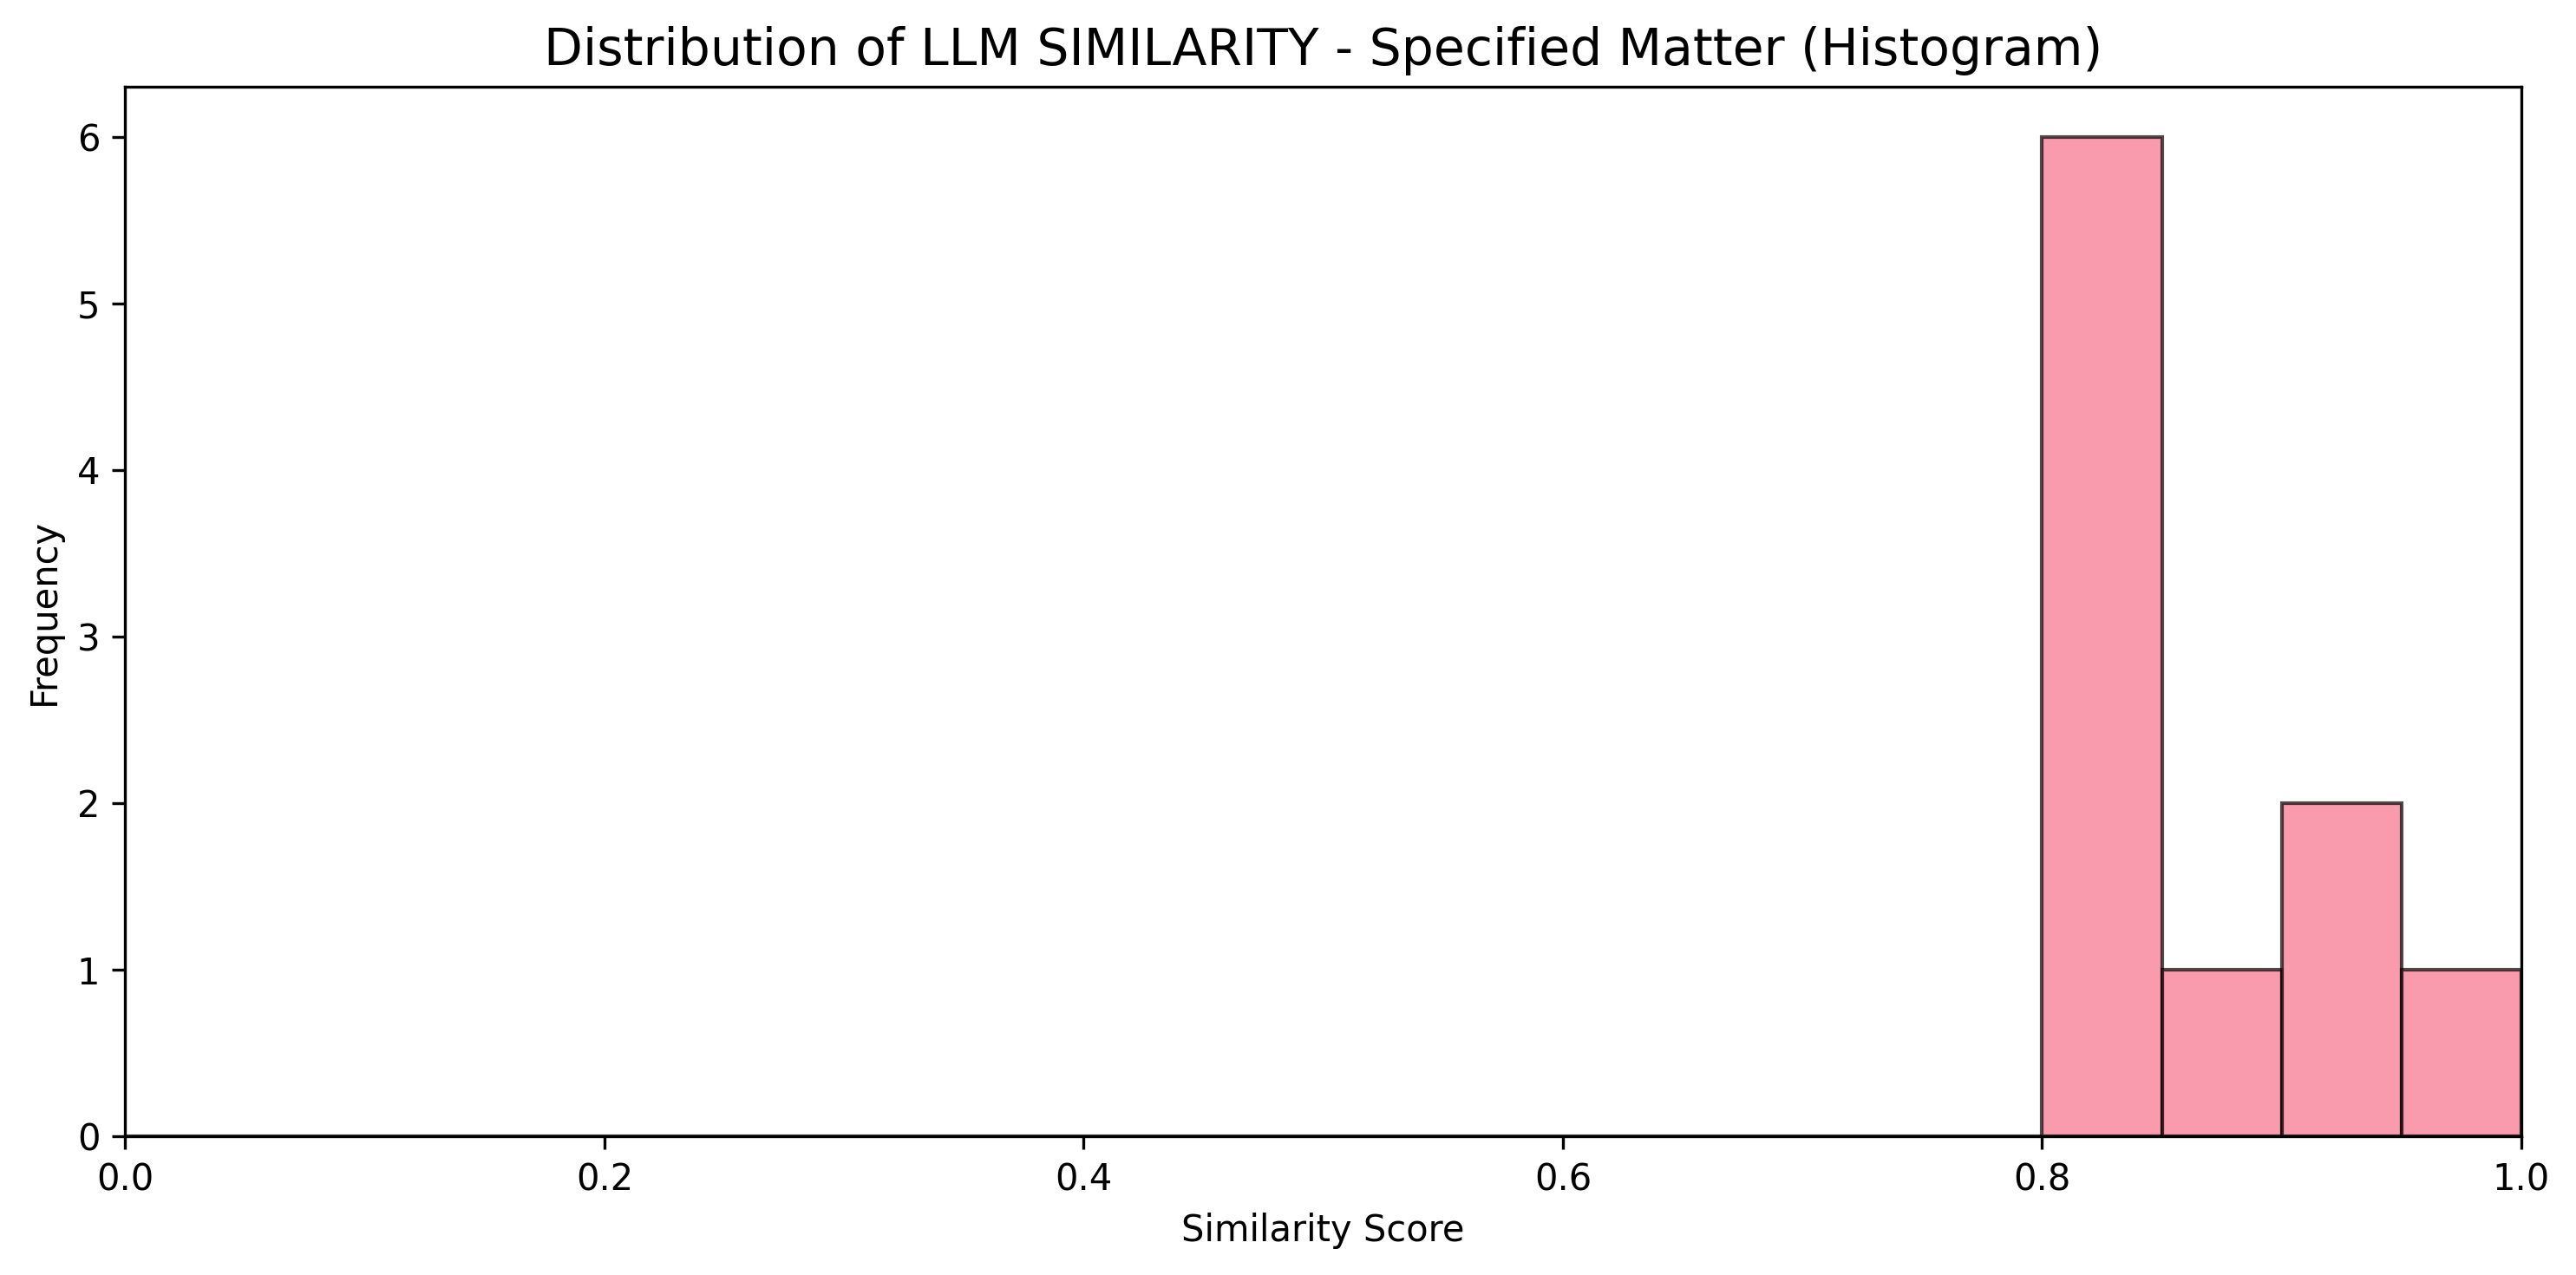 Distribution of LLM SIMILARITY - Specified Matter (Histogram)
6
5
4
3
2
1
0
Frequency
0.0 0.2 0.4 0.6 0.8 1.0
Similarity Score